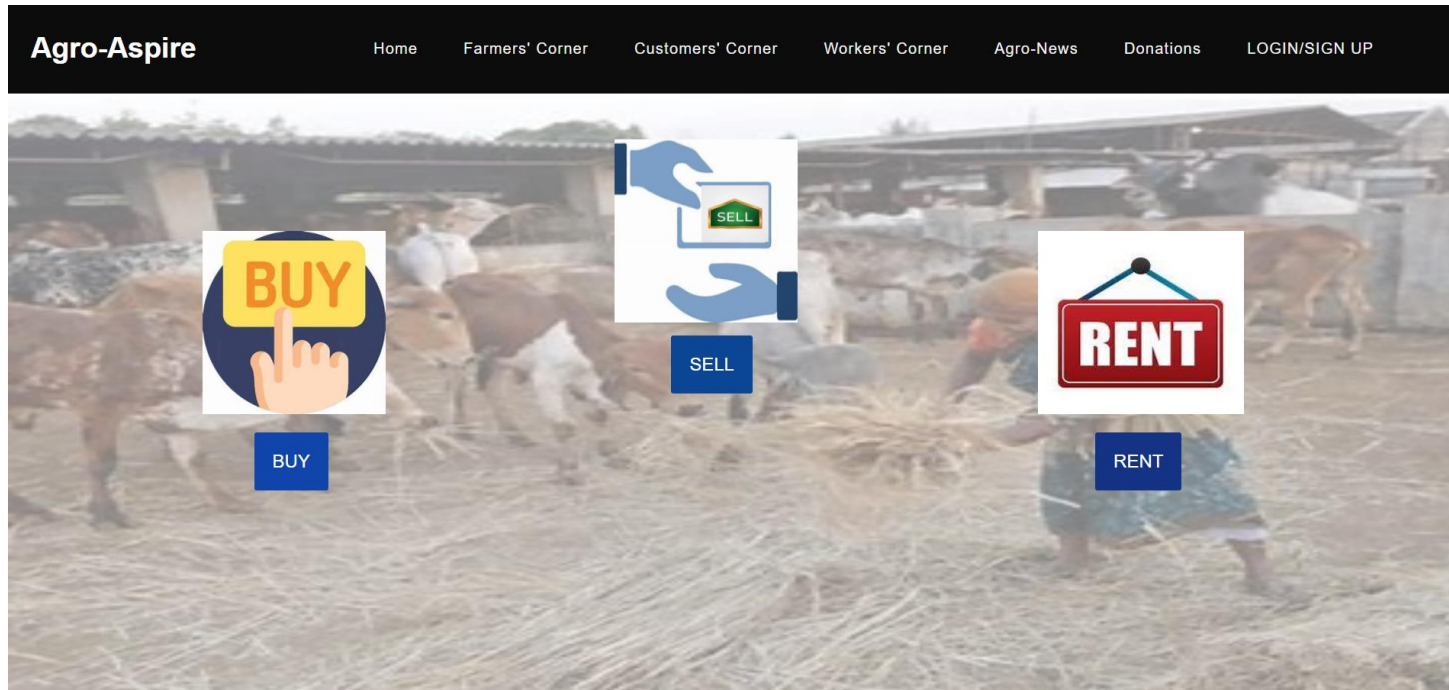 Agro-Aspire
Home Farmers' Corner Customers' Corner Workers' Corner Agro-News Donations LOGIN/SIGN UP
BUY
SELL
RENT
BUY
SELL
RENT